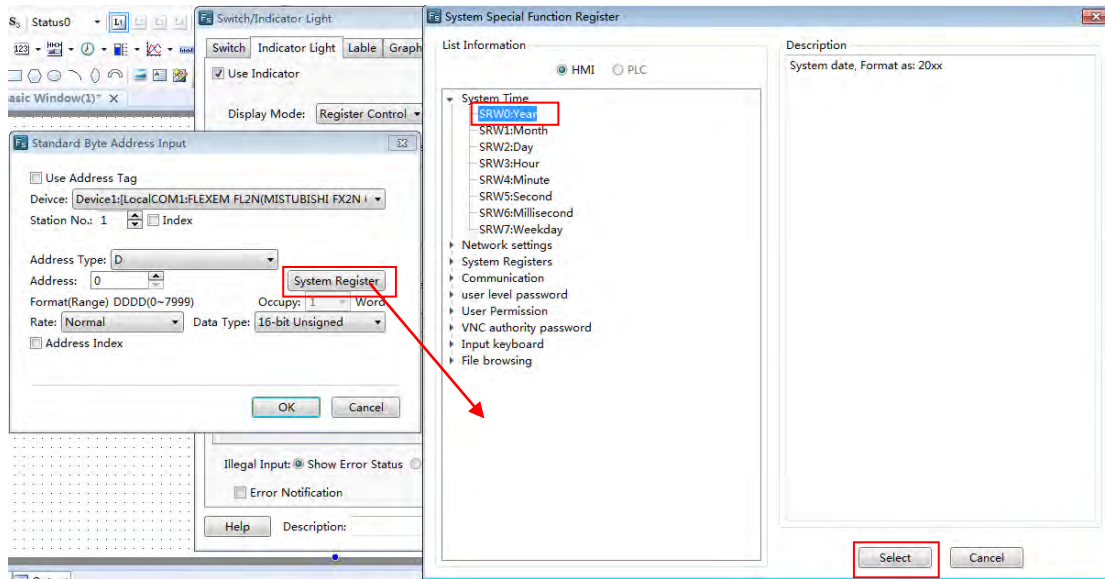 Status0
L1
Switch/Indicator Light
System Special Function Register
123
Switch Indicator Light Lable Graph
Use Indicator
asic Window(1)* X
Display Mode: Register Control
Standard Byte Address Input
Use Address Tag
Deivce: Device1:[LocalCOM1:FLEXEM FL2N(MISTUBISHI FX2N
Station No.: 1 Index
Address Type: D
Address: 0 System Register
Format(Range) DDDD(0~7999) Occupy: 1 Word
Rate: Normal Data Type: 16-bit Unsigned
Address Index
OK Cancel
Illegal Input: Show Error Status
Error Notification
Help Description:
List Information
HMI PLC
System Time
SRW0:Year
SRW1:Month
SRW2:Day
SRW3:Hour
SRW4:Minute
SRW5:Second
SRW6:Millisecond
SRW7:Weekday
Network settings
System Registers
Communication
user level password
User Permission
VNC authority password
Input keyboard
File browsing
Description
System date, Format as: 20xx
Select Cancel